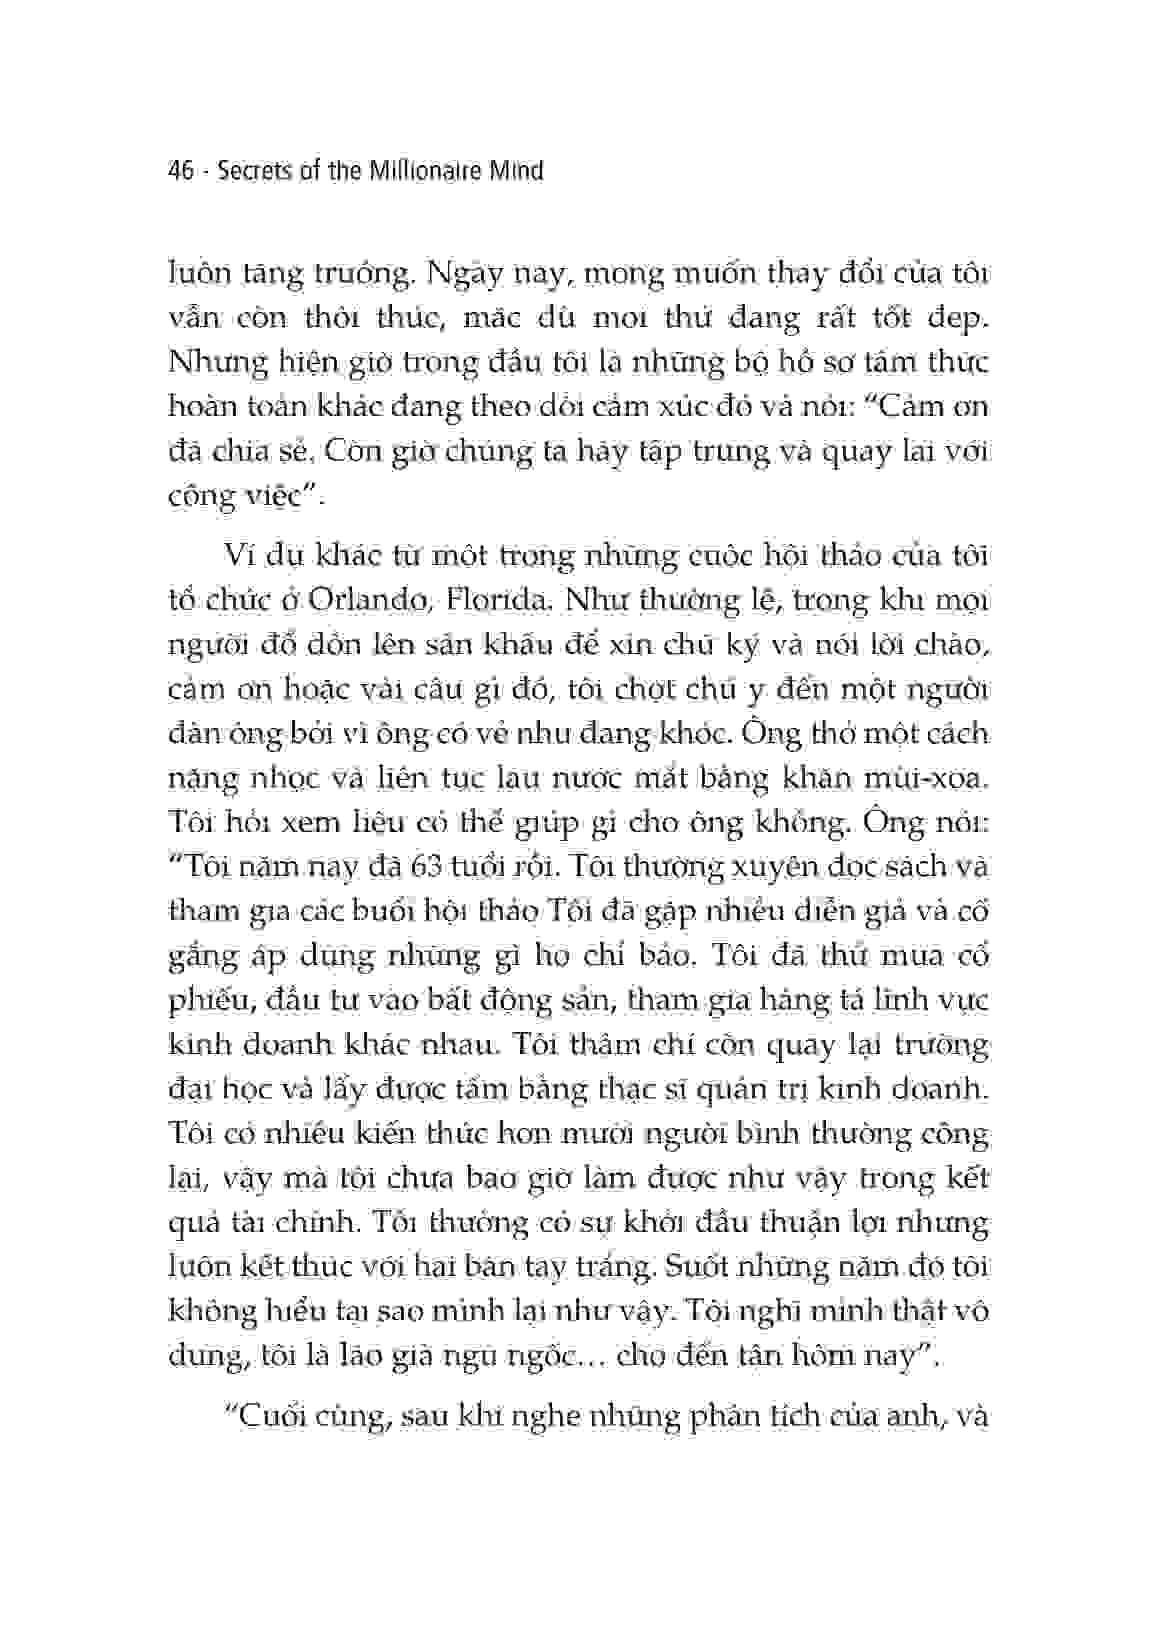 46 - Secrets of the Millionaire Mind
luôn tăng trưởng. Ngày nay, mong muốn thay đổi của tôi
vẫn còn thôi thúc, mặc dù mọi thứ đang rất tốt đẹp.
Nhưng hiện giờ trong đầu tôi là những bộ hồ sơ tâm thức
hoàn toàn khác đang theo dõi cảm xúc đó và nói: “Cảm ơn
đã chia sẻ. Còn giờ chúng ta hãy tập trung và quay lại với
công việc”.
Ví dụ khác từ một trong những cuộc hội thảo của tôi
tổ chức ở Orlando, Florida. Như thường lệ, trong khi mọi
người đổ dồn lên sân khấu để xin chữ ký và nói lời chào,
cảm ơn hoặc vài câu gì đó, tôi chợt chú ý đến một người
đàn ông bởi vì ông có vẻ như đang khóc. Ông thở một cách
nặng nhọc và liên tục lau nước mắt bằng khăn mùi-xoa.
Tôi hỏi xem liệu có thể giúp gì cho ông không. Ông nói:
“Tôi năm nay đã 63 tuổi rồi. Tôi thường xuyên đọc sách và
tham gia các buổi hội thảo Tôi đã gặp nhiều diễn giả và cố
gắng áp dụng những gì họ chỉ bảo. Tôi đã thử mua cổ
phiếu, đầu tư vào bất động sản, tham gia hàng tá lĩnh vực
kinh doanh khác nhau. Tôi thậm chí còn quay lại trường
đại học và lấy được tấm bằng thạc sĩ quản trị kinh doanh.
Tôi có nhiều kiến thức hơn mười người bình thường cộng
lại, vậy mà tôi chưa bao giờ làm được như vậy trong kết
quả tài chính. Tôi thường có sự khởi đầu thuận lợi nhưng
luôn kết thúc với hai bàn tay trắng. Suốt những năm đó tôi
không hiểu tại sao mình lại như vậy. Tôi nghĩ mình thật vô
dụng, tôi là lão già ngu ngốc… cho đến tận hôm nay”.
“Cuối cùng, sau khi nghe những phân tích của anh, và